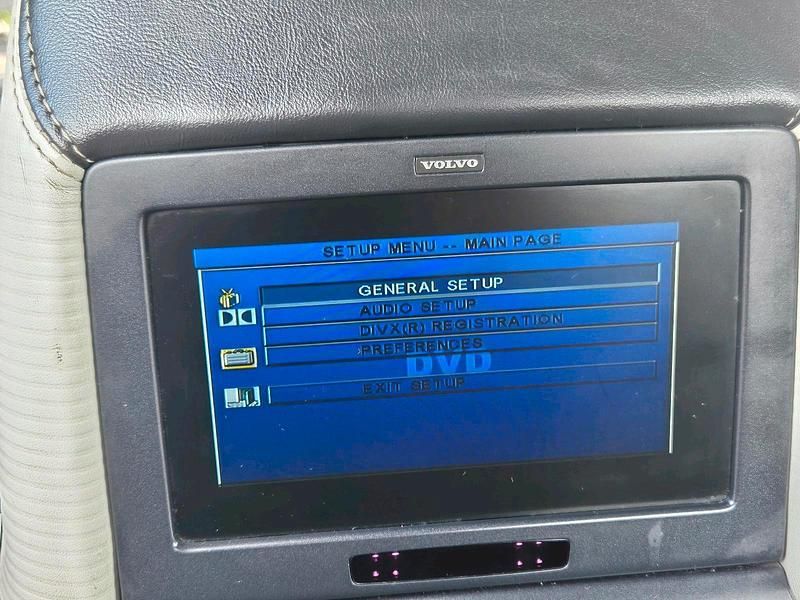 VOLVO
SETUP MENU -- MAIN PAGE
GENERAL SETUP
AUDIO SETUP
DIVX(R) REGISTRATION
PREFERENCES
DVD
EXIT SETUP